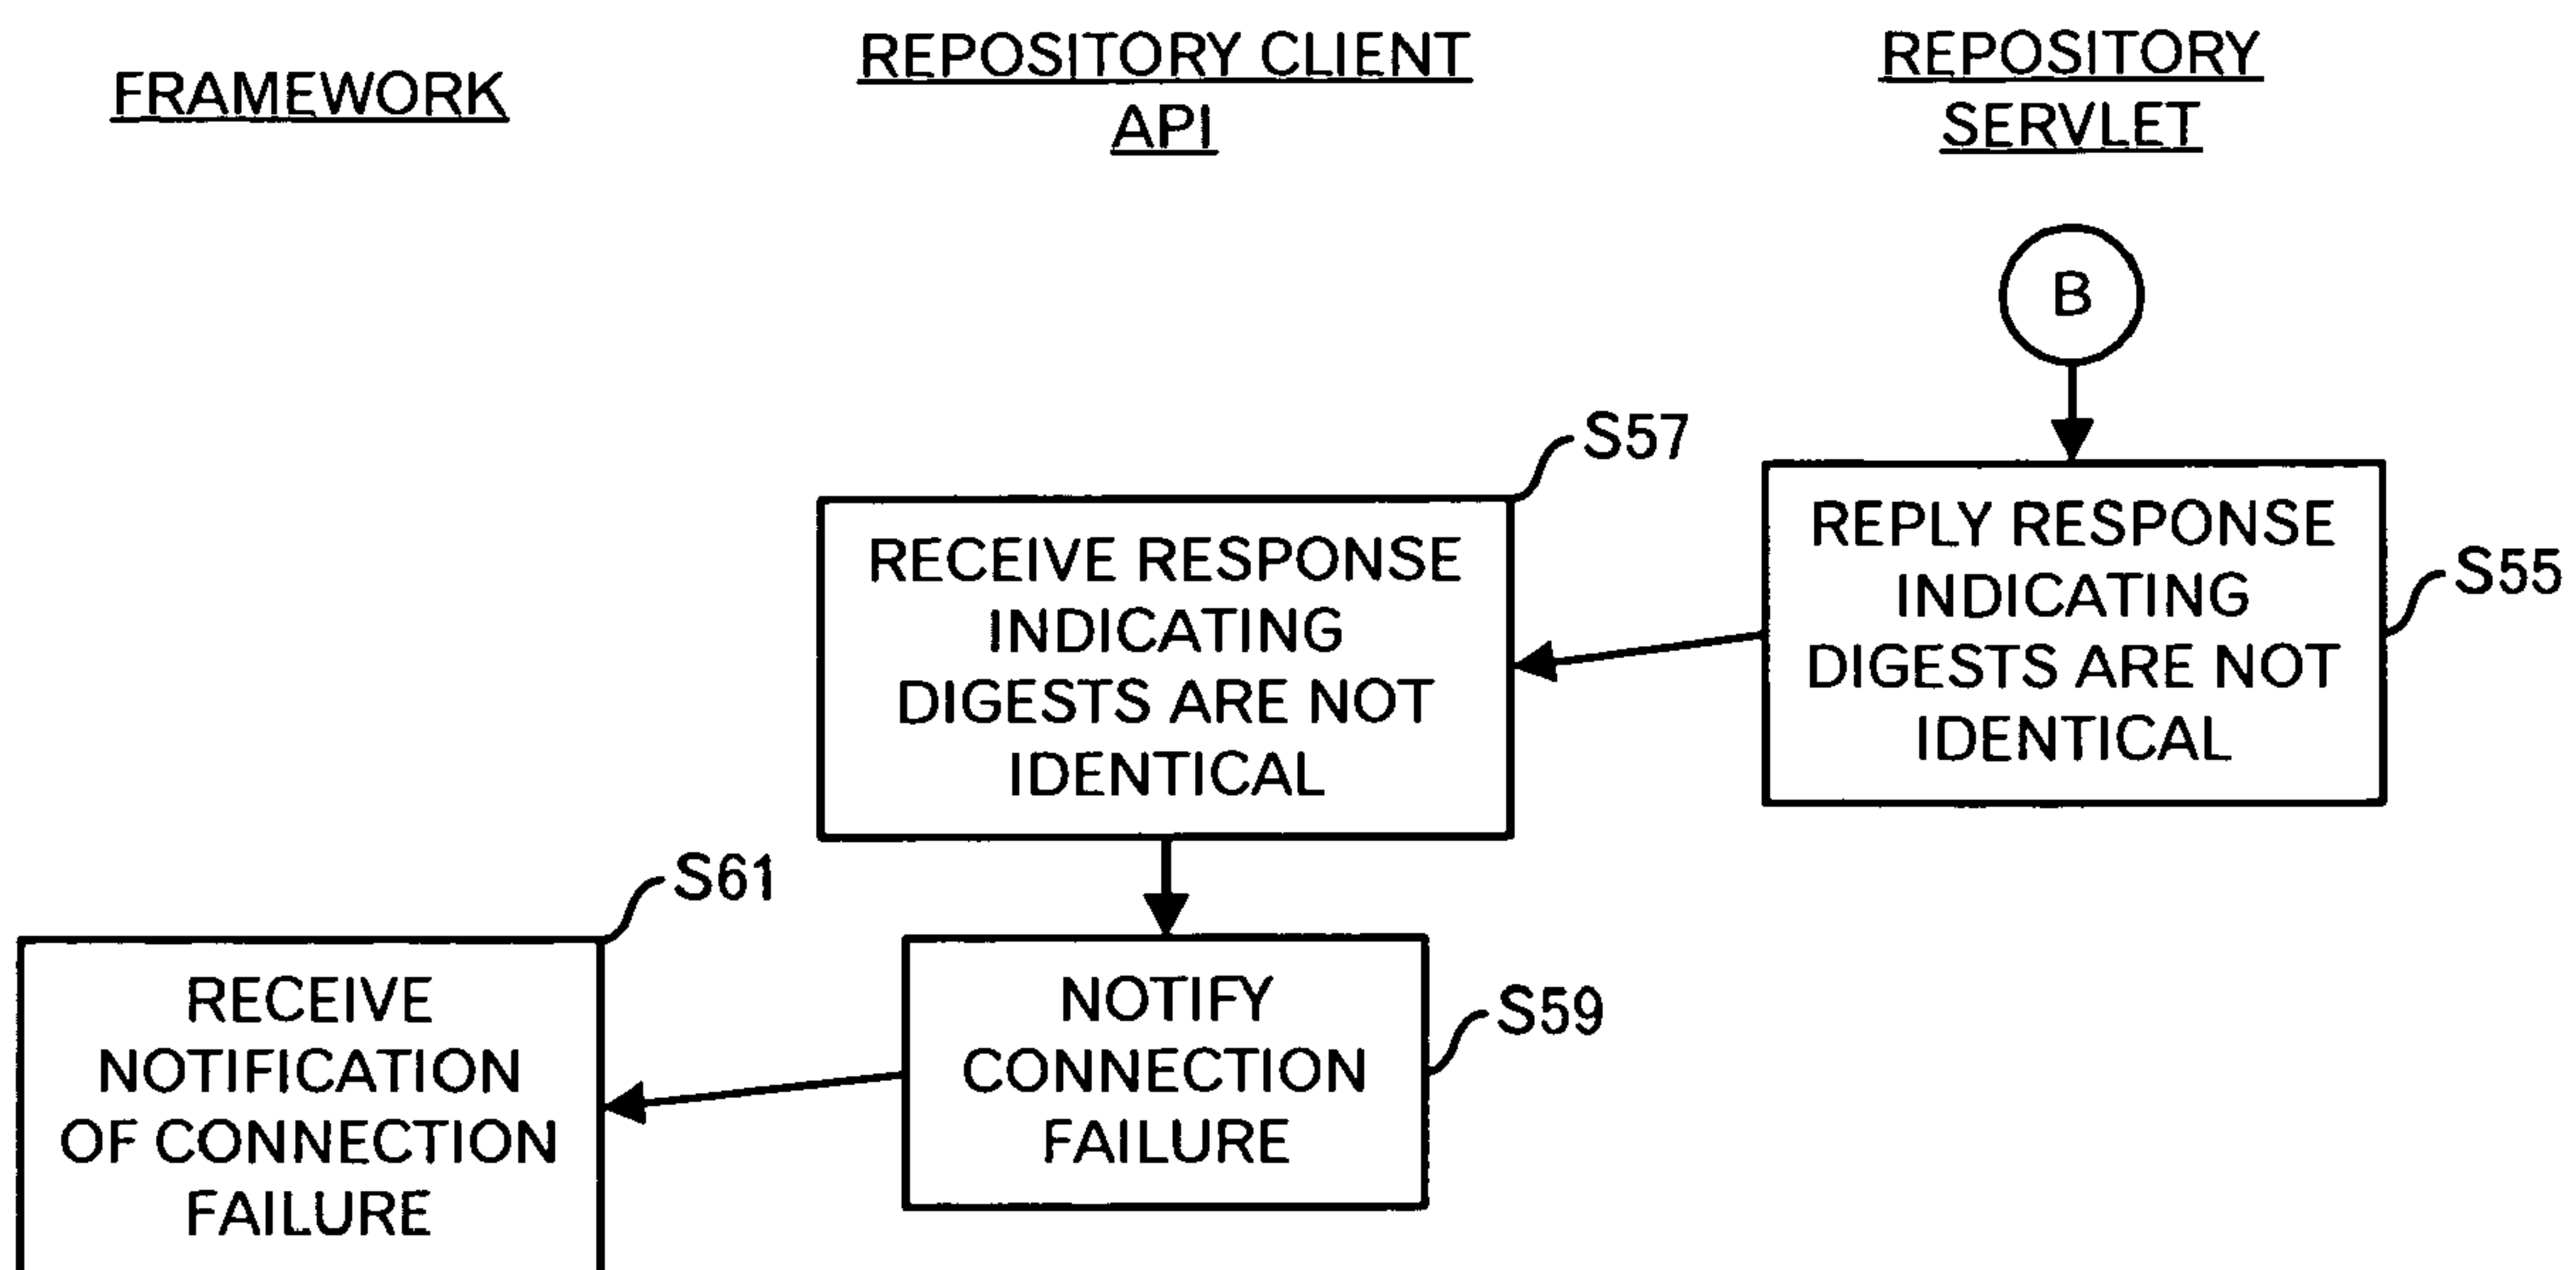 FRAMEWORK
REPOSITORY CLIENT
API
REPOSITORY
SERVLET
B
S57
RECEIVE RESPONSE
INDICATING
DIGESTS ARE NOT
IDENTICAL
REPLY RESPONSE
INDICATING
DIGESTS ARE NOT
IDENTICAL
S55
S61
RECEIVE
NOTIFICATION
OF CONNECTION
FAILURE
NOTIFY
CONNECTION
FAILURE
S59